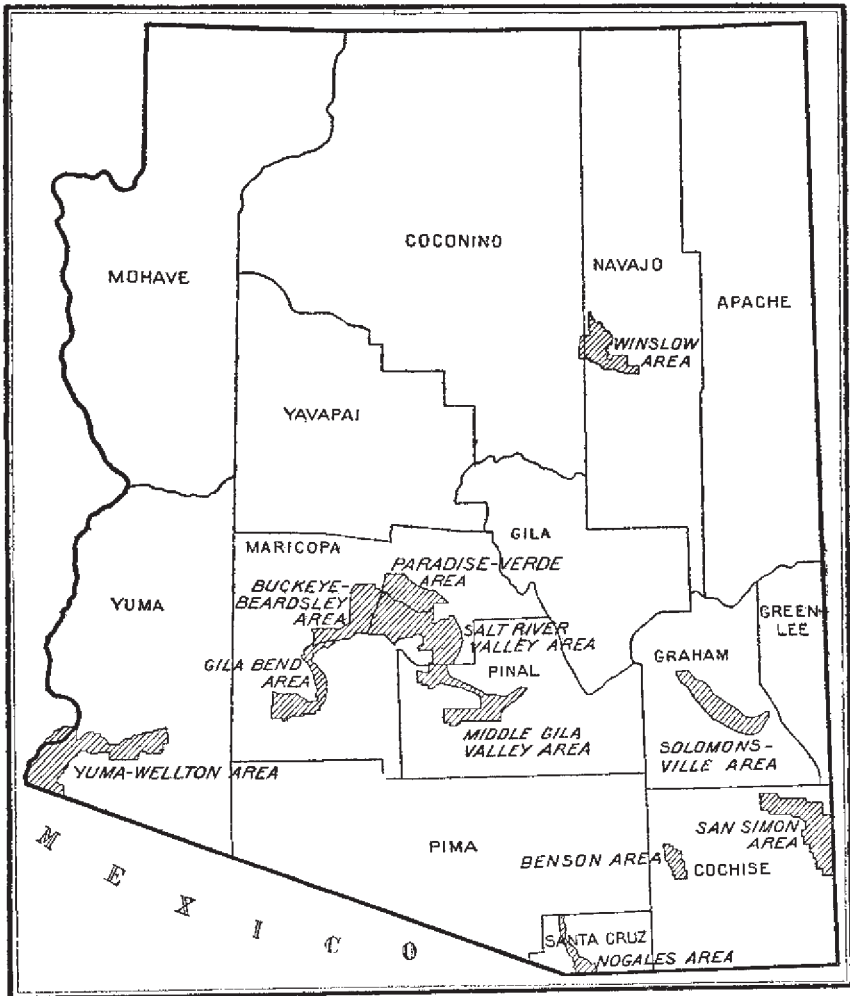 COCONINO
NAVAJO
MOHAVE
APACHE
WINSLOW
AREA
YAVAPAI
GILA
MARICOPA
PARADISE-VERDE
AREA
BUCKEYE-
BEARDSLEY
AREA
YUMA
GREEN-
LEE
SALT RIVER
VALLEY AREA
GRAHAM
GILA BEND
AREA
PINAL
MIDDLE GILA
VALLEY AREA
SOLOMONS-
VILLE AREA
YUMA-WELLTON AREA
SAN SIMON
AREA
PIMA
BENSON AREA
COCHISE
MEXICO
SANTA CRUZ
NOGALES AREA